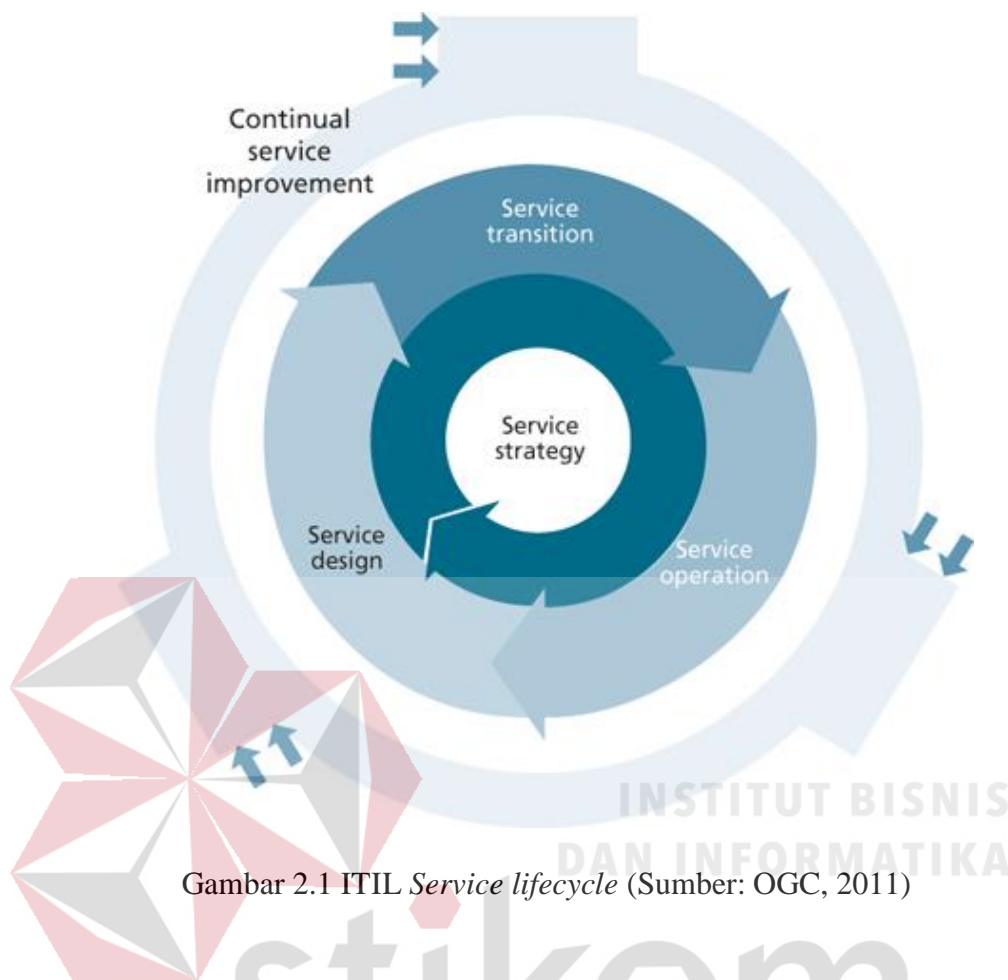 Continual
service
improvement
Service
transition
Service
strategy
Service
design
Service
operation
INSTITUT BISNIS
DAN INFORMATIKA
Gambar 2.1 ITIL Service lifecycle (Sumber: OGC, 2011)
stikom